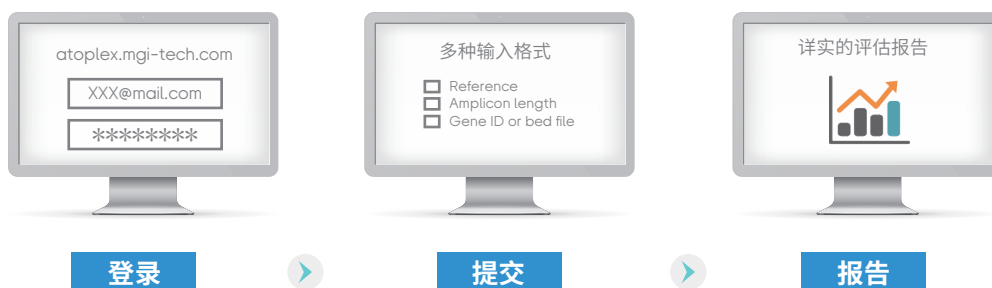 atoplex.mgi-tech.com
XXX@mail.com
********
多种输入格式
Reference
Amplicon length
Gene ID or bed file
详实的评估报告
登录
提交
报告